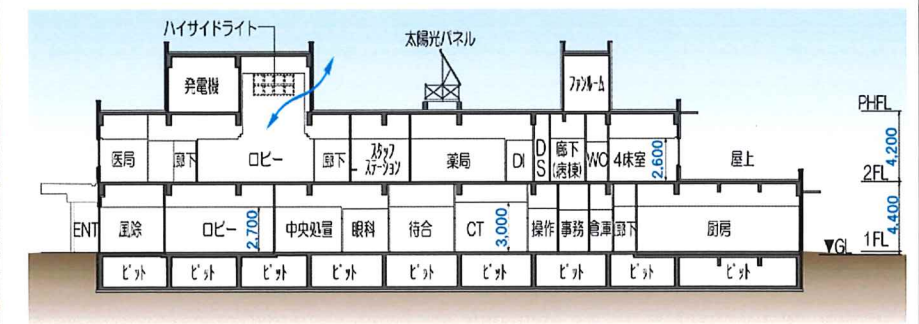 ハイサイドライト
太陽光パネル
発電機
ファンルーム
PHFL
4,200
医局
廊下
ロビー
廊下
スタッフ
ステーション
薬局
DI
DS
廊下
(病棟)
WC
4床室
2,600
屋上
2FL
4,400
ENT
風除
ロビー
2,700
中央処置
眼科
待合
CT
3,000
操作
事務
倉庫
廊下
厨房
1FL
▼GL
ピット
ピット
ピット
ピット
ピット
ピット
ピット
ピット
ピット